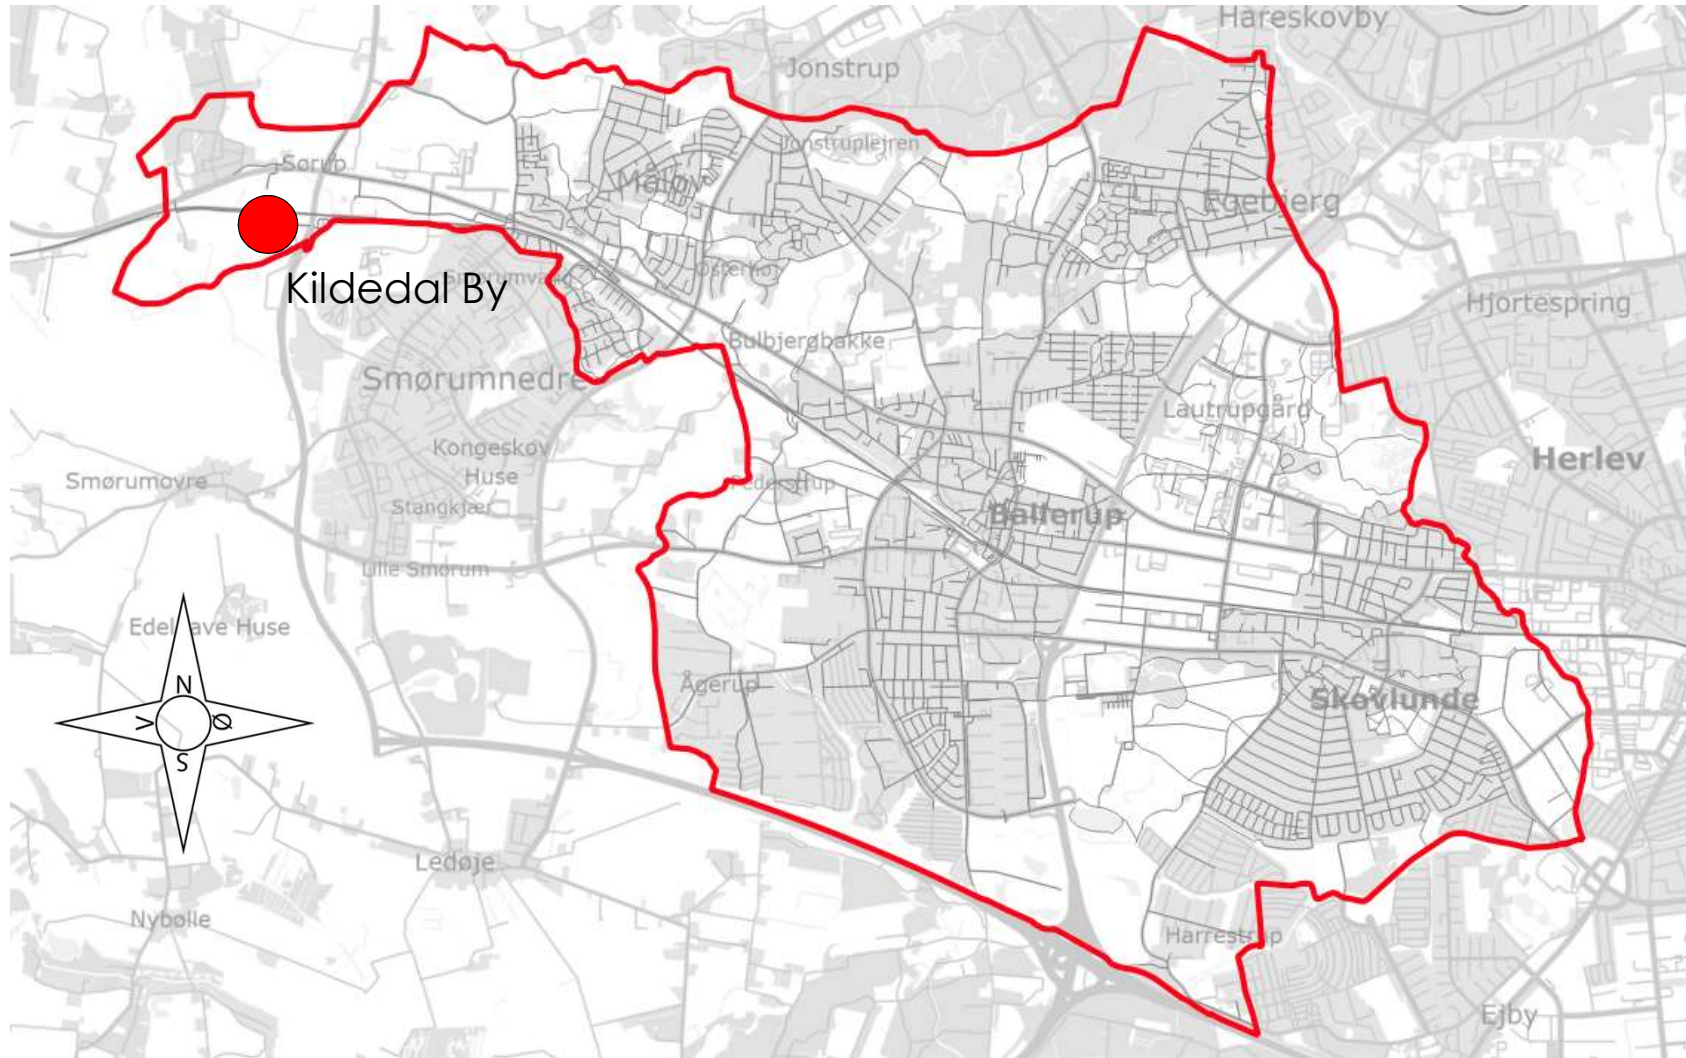 Hareskovby
Jonstrup
Jonstruplejren
Sørup
Måløv
Egebjerg
Østerhøj
Smørumvang
Kildedal By
Hjortespring
Bulbjergbakke
Smørumnedre
Lautrupgård
Kongeskov
Huse
Herlev
Smørumovre
Pederstrup
Stangkjær
Ballerup
Lille Smørum
Edelgave Huse
N
V
Ø
S
Ågerup
Skovlunde
Ledøje
Nybølle
Harrestrup
Ejby